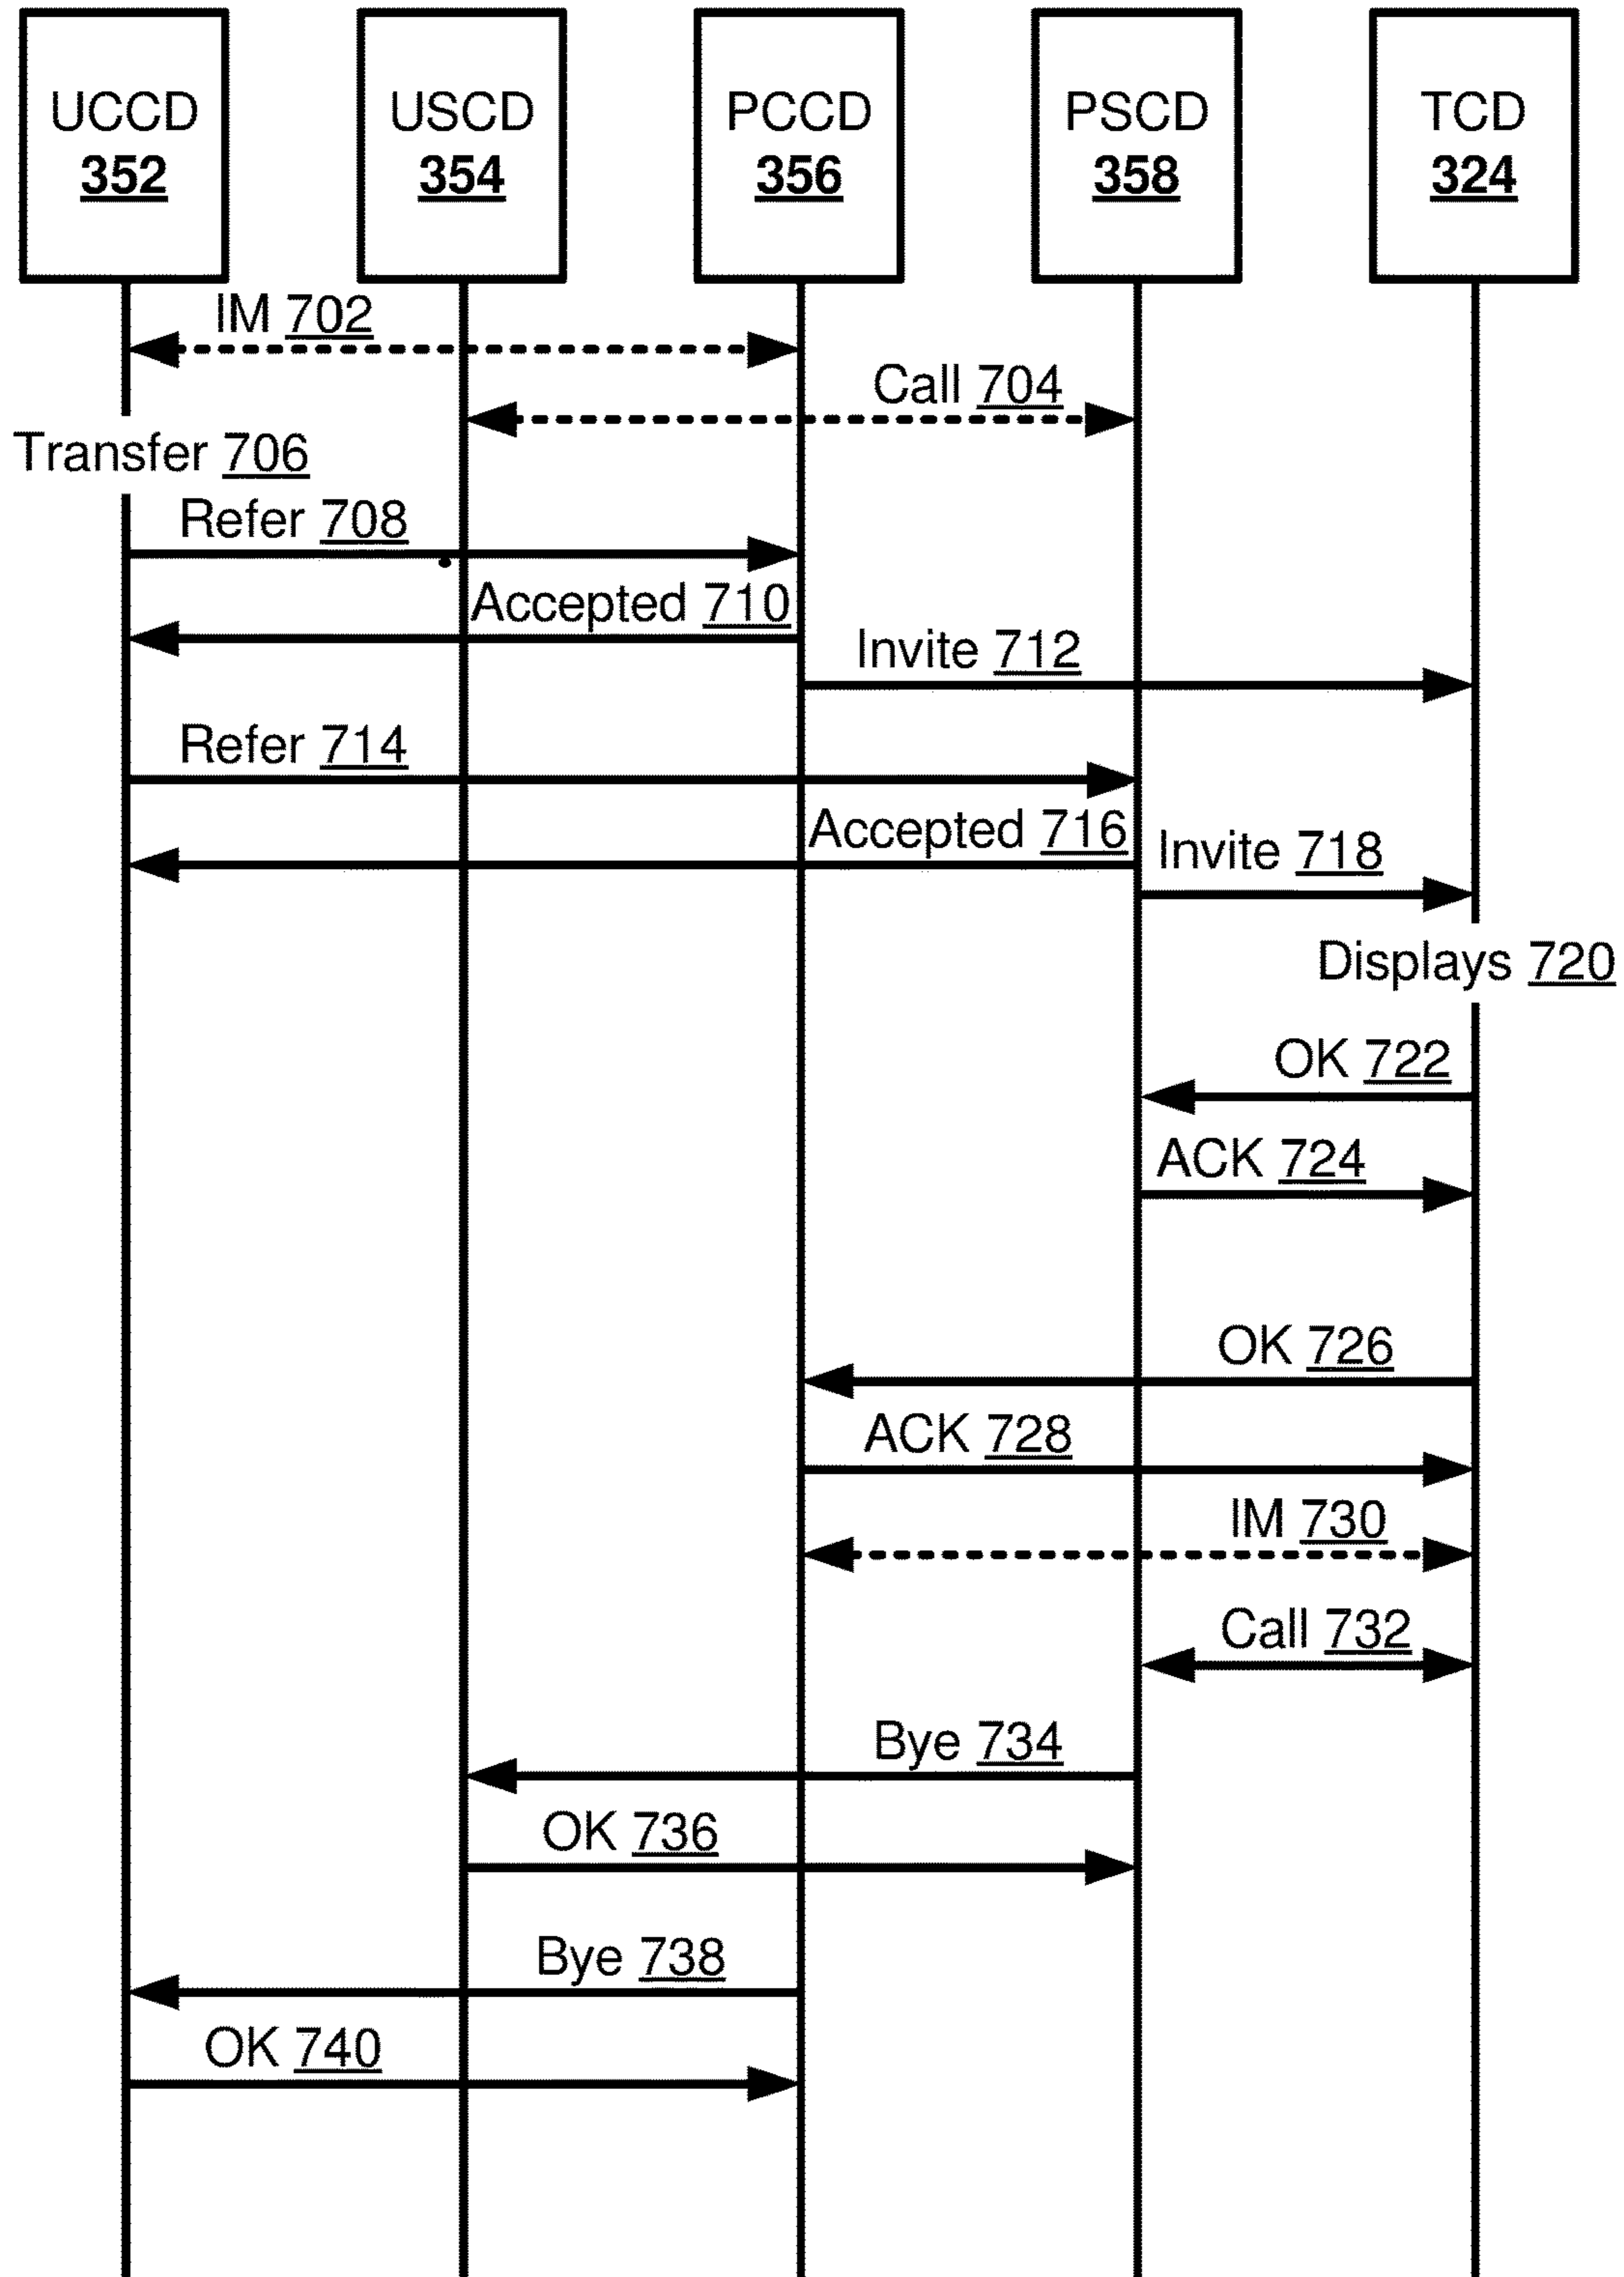 UCCD
352
USCD
354
PCCD
356
PSCD
358
TCD
324
IM 702
Call 704
Transfer 706
Refer 708
Accepted 710
Invite 712
Refer 714
Accepted 716
Invite 718
Displays 720
OK 722
ACK 724
OK 726
ACK 728
IM 730
Call 732
Bye 734
OK 736
Bye 738
OK 740